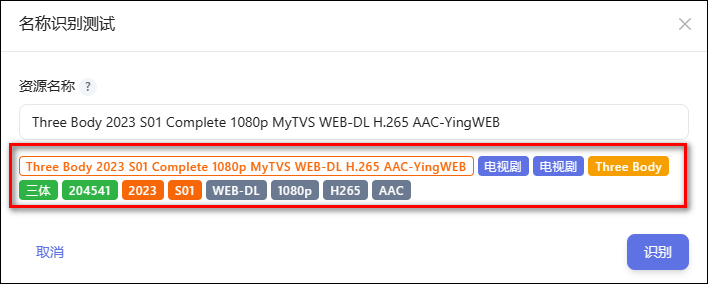 名称识别测试
资源名称 ?
Three Body 2023 S01 Complete 1080p MyTVS WEB-DL H.265 AAC-YingWEB
Three Body 2023 S01 Complete 1080p MyTVS WEB-DL H.265 AAC-YingWEB 电视剧 电视剧 Three Body
三体 204541 2023 S01 WEB-DL 1080p H265 AAC
取消 识别